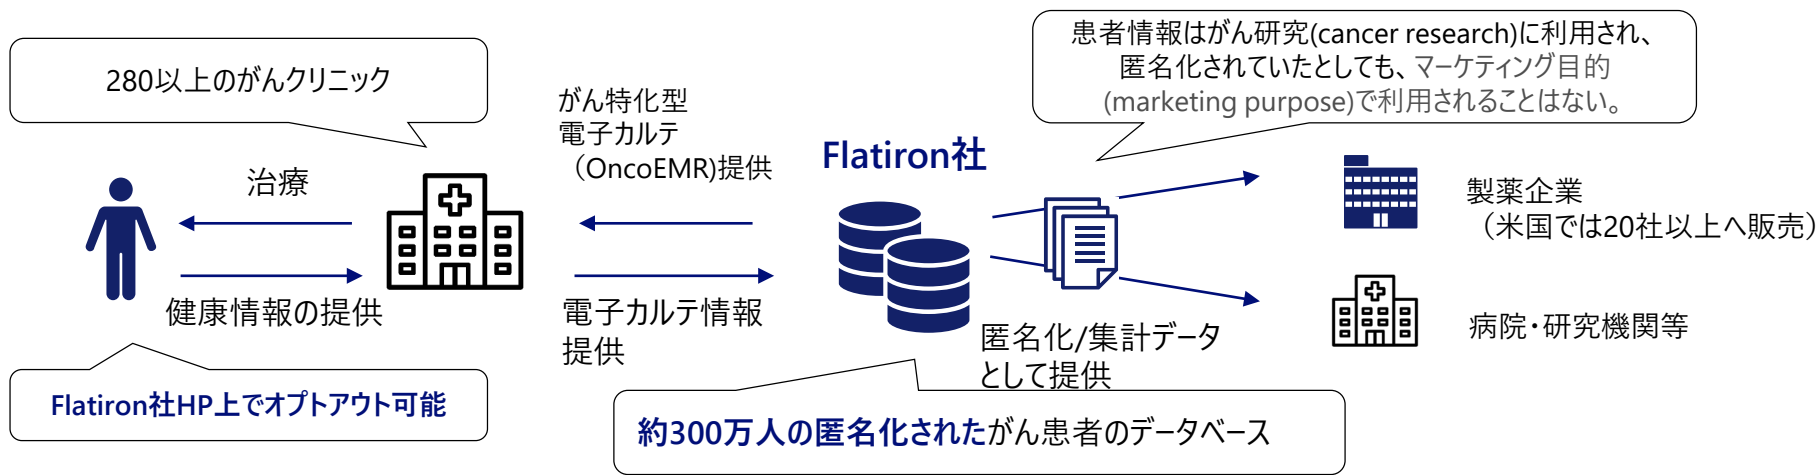 280以上のがんクリニック
患者情報はがん研究(cancer research)に利用され、
匿名化されていたとしても、マーケティング目的
(marketing purpose)で利用されることはない。
がん特化型
電子カルテ
（OncoEMR)提供
Flatiron社
治療
健康情報の提供
電子カルテ情報
提供
匿名化/集計データ
として提供
製薬企業
（米国では20社以上へ販売）
病院・研究機関等
Flatiron社HP上でオプトアウト可能
約300万人の匿名化されたがん患者のデータベース